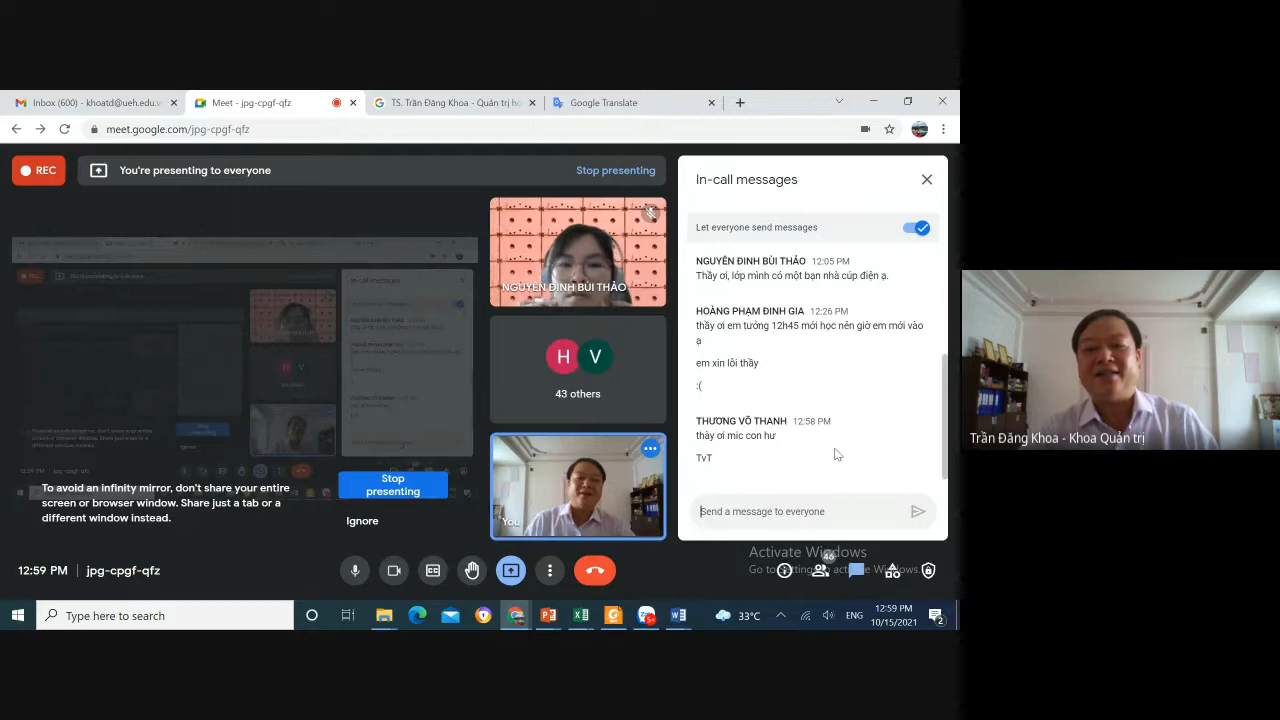 Inbox (600) - khoatd@ueh.edu.v
Meet - jpg-cpgf-qfz
TS. Trần Đăng Khoa - Quản trị họ
Google Translate
meet.google.com/jpg-cpgf-qfz
REC
You're presenting to everyone
Stop presenting
In-call messages
Let everyone send messages
NGUYÊN ĐINH BÙI THẢO 12:05 PM
Thầy ơi, lớp mình có một bạn nhà cúp điện ạ.
HOÀNG PHẠM ĐINH GIA 12:26 PM
thầy ơi em tưởng 12h45 mới học nên giờ em mới vào
ạ
em xin lỗi thầy
:(
THƯƠNG VÕ THANH 12:58 PM
thày ơi mic con hư
TvT
Send a message to everyone
NGUYÊN ĐINH BÙI THẢO
H V
43 others
You
To avoid an infinity mirror, don't share your entire
screen or browser window. Share just a tab or a
different window instead.
Stop
presenting
Ignore
Trần Đăng Khoa - Khoa Quản trị
Activate Windows
12:59 PM | jpg-cpgf-qfz
46
Type here to search
33°C
ENG
12:59 PM
10/15/2021
5+
2